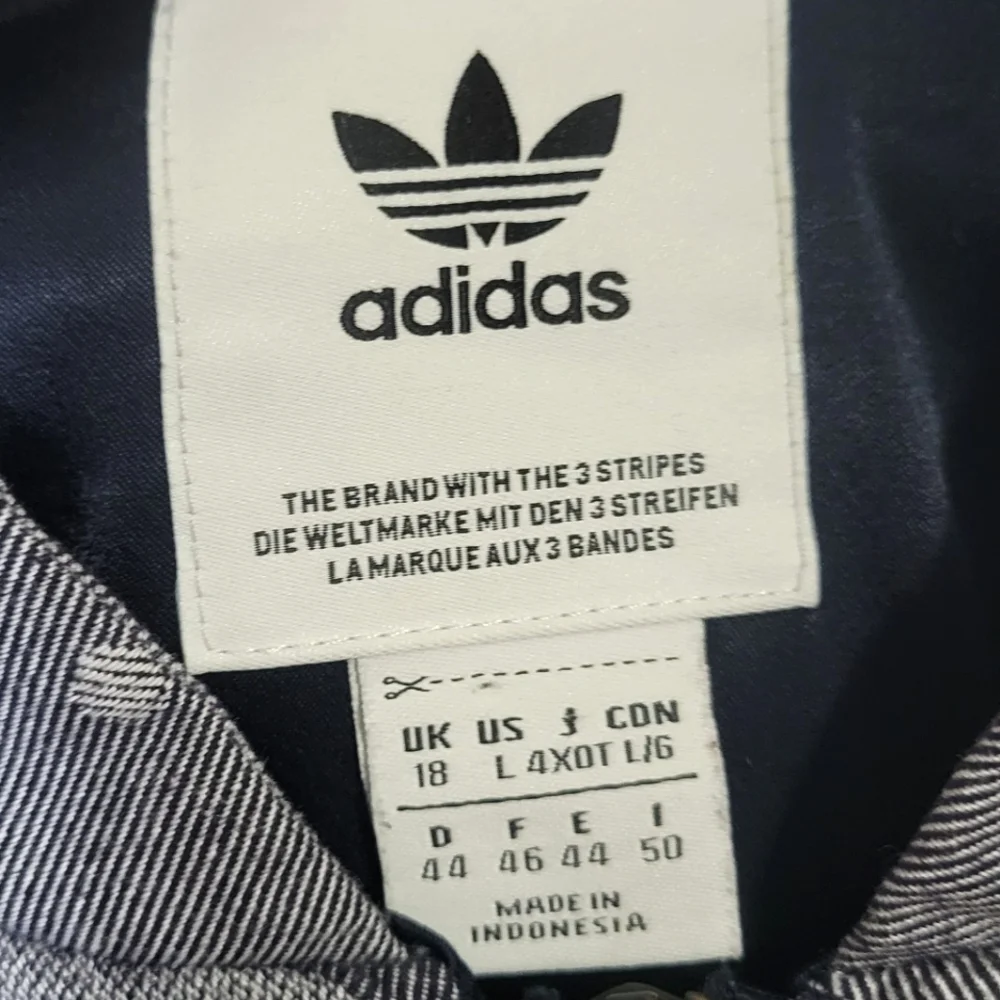 adidas
THE BRAND WITH THE 3 STRIPES
DIE WELTMARKE MIT DEN 3 STREIFEN
LA MARQUE AUX 3 BANDES
UK US J CDN
18 L 4XOT L/G
D F E I
44 46 44 50
MADE IN
INDONESIA